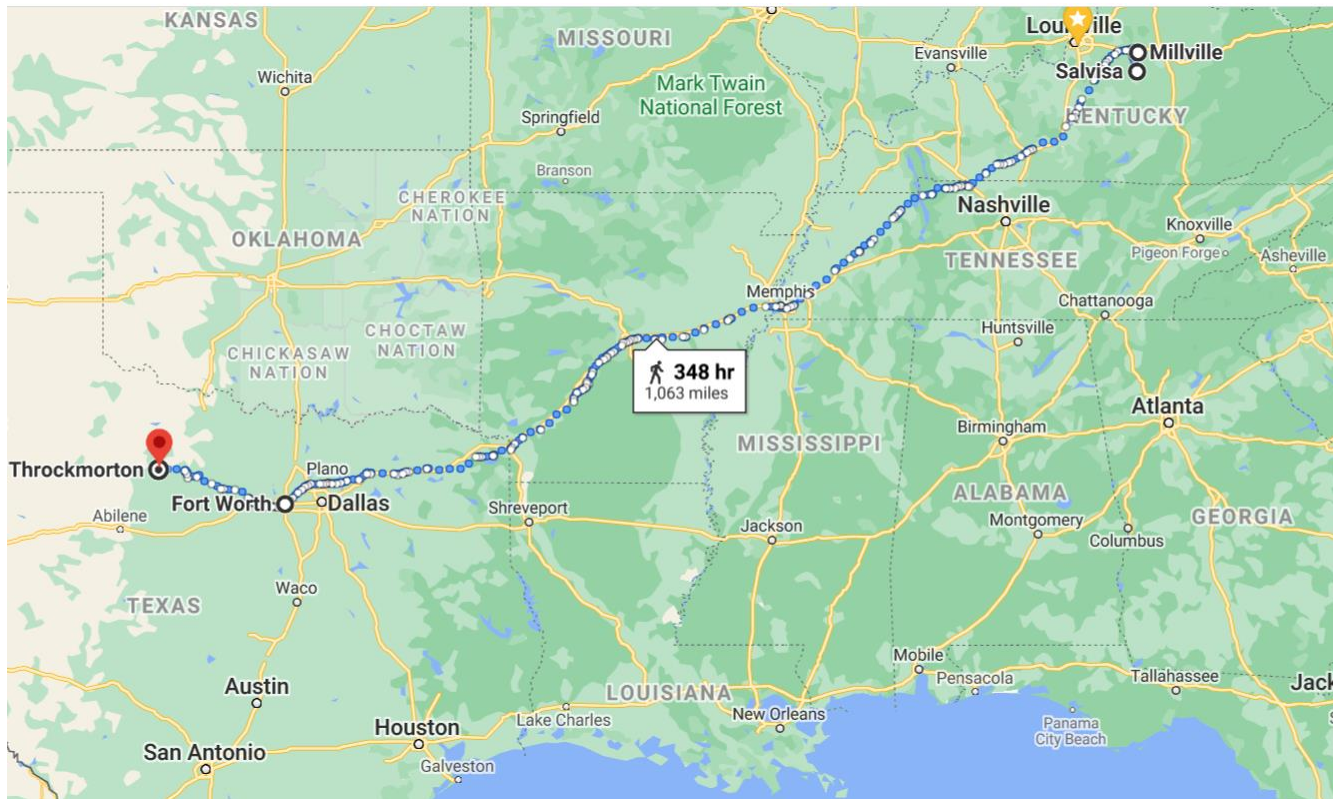 KANSAS
MISSOURI
Evansville
Millville
Salvisa
Wichita
Mark Twain
National Forest
KENTUCKY
Springfield
Branson
CHEROKEE
NATION
Nashville
Knoxville
OKLAHOMA
Pigeon Forge
Asheville
TENNESSEE
Memphis
Chattanooga
CHOCTAW
NATION
Huntsville
CHICKASAW
NATION
348 hr
1,063 miles
Atlanta
Birmingham
MISSISSIPPI
Throckmorton
Plano
Fort Worth
Dallas
ALABAMA
Abilene
Shreveport
Jackson
Montgomery
GEORGIA
Columbus
Waco
TEXAS
Mobile
Pensacola
Tallahassee
Jack
Austin
LOUISIANA
Lake Charles
New Orleans
Houston
Panama
City Beach
San Antonio
Galveston